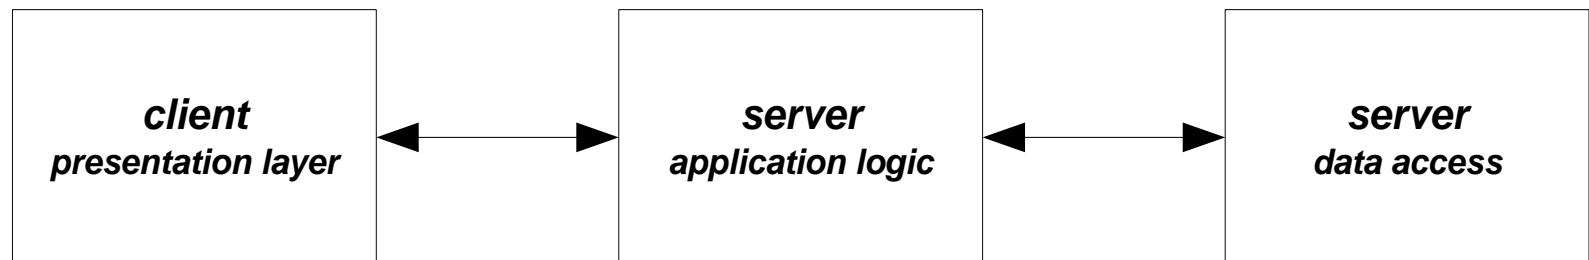 client
presentation layer
server
application logic
server
data access